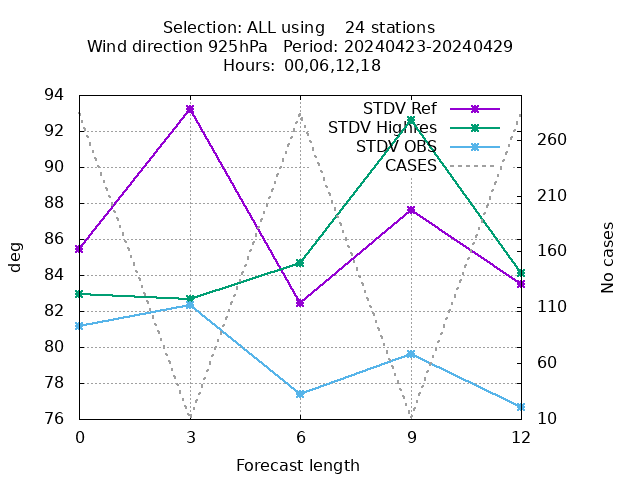 Selection: ALL using    24 stations
Wind direction 925hPa   Period: 20240423-20240429
Hours:  00,06,12,18
STDV Ref
STDV Highres
STDV OBS
CASES
94
92
90
88
86
84
82
80
78
76
260
210
160
110
60
10
deg
No cases
0
3
6
9
12
Forecast length